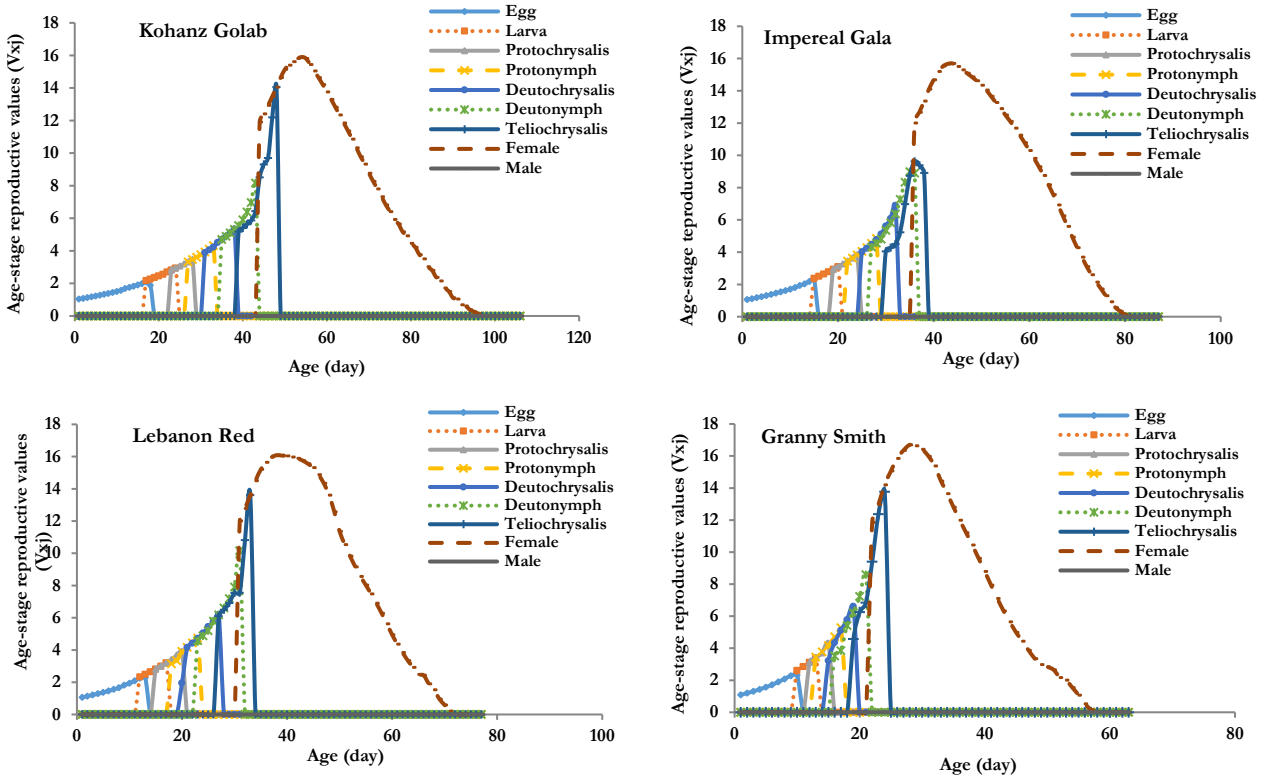 Kohanz Golab
Age-stage reproductive values (Vxj)
18
16
14
12
10
8
6
4
2
0
0
20
40
60
80
100
120
Age (day)
Egg
Larva
Protochrysalis
Protonymph
Deutochrysalis
Deutonymph
Teliochrysalis
Female
Male
Impereal Gala
Age-stage teproductive values (Vxj)
18
16
14
12
10
8
6
4
2
0
0
20
40
60
80
100
Age (day)
Egg
Larva
Protochrysalis
Protonymph
Deutochrysalis
Deutonymph
Teliochrysalis
Female
Male
Lebanon Red
Age-stage reproductive values
(Vxj)
18
16
14
12
10
8
6
4
2
0
0
20
40
60
80
100
Age (day)
Egg
Larva
Protochrysalis
Protonymph
Deutochrysalis
Deutonymph
Teliochrysalis
Female
Male
Granny Smith
Age-stage reproductive values (Vxj)
18
16
14
12
10
8
6
4
2
0
0
20
40
60
80
Age (day)
Egg
Larva
Protochrysalis
Protonymph
Deutochrysalis
Deutonymph
Teliochrysalis
Female
Male